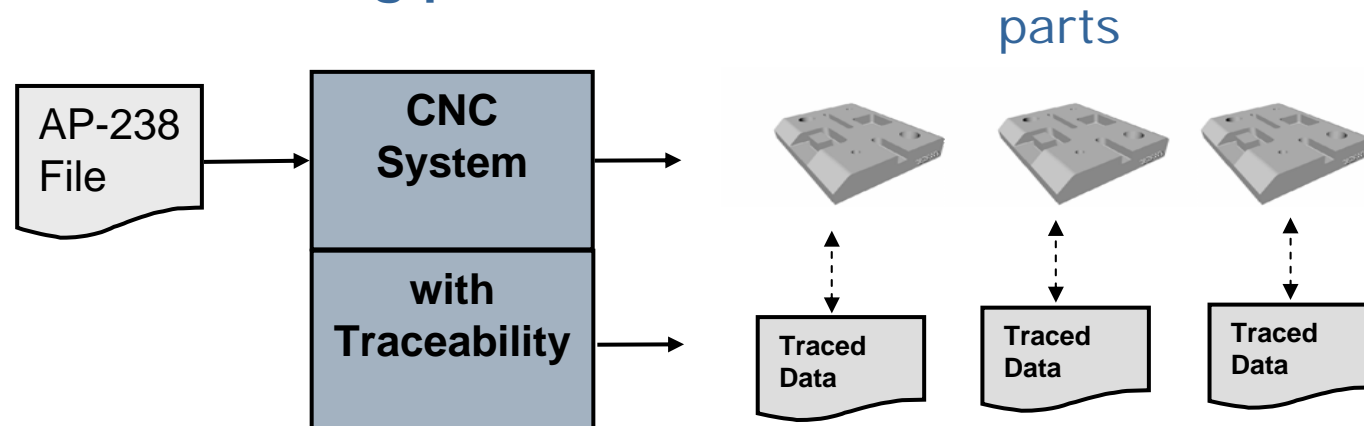 parts
AP-238
File
CNC
System
with
Traceability
Traced
Data
Traced
Data
Traced
Data